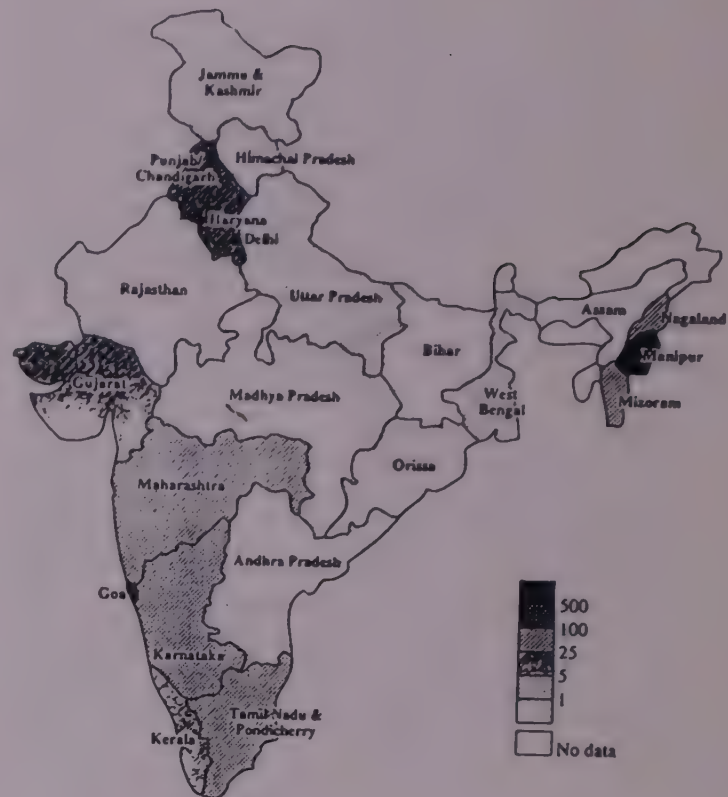 Jammu &
Kashmir
Punjab/
Chandigarh
Himachal Pradesh
Haryana
Delhi
Rajasthan
Uttar Pradesh
Assam
Nagaland
Bihar
Manipur
Gujarat
Madhya Pradesh
West
Bengal
Mizoram
Orissa
Maharashtra
Andhra Pradesh
Goa
Karnataka
Tamil Nadu &
Pondicherry
Kerala
500
100
25
5
1
No data